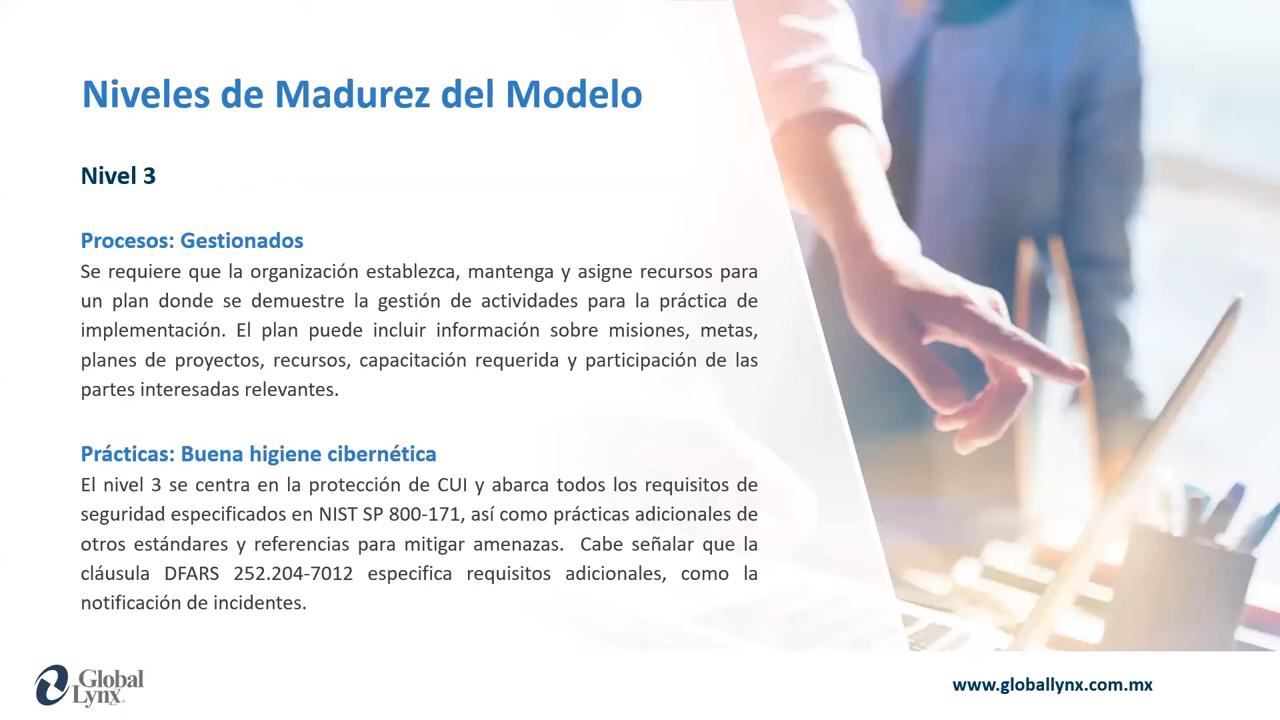 Niveles de Madurez del Modelo
Nivel 3
Procesos: Gestionados
Se requiere que la organización establezca, mantenga y asigne recursos para
un plan donde se demuestre la gestión de actividades para la práctica de
implementación. El plan puede incluir información sobre misiones, metas,
planes de proyectos, recursos, capacitación requerida y participación de las
partes interesadas relevantes.
Prácticas: Buena higiene cibernética
El nivel 3 se centra en la protección de CUI y abarca todos los requisitos de
seguridad especificados en NIST SP 800-171, así como prácticas adicionales de
otros estándares y referencias para mitigar amenazas.  Cabe señalar que la
cláusula DFARS 252.204-7012 especifica requisitos adicionales, como la
notificación de incidentes.
Global
Lynx
www.globallynx.com.mx